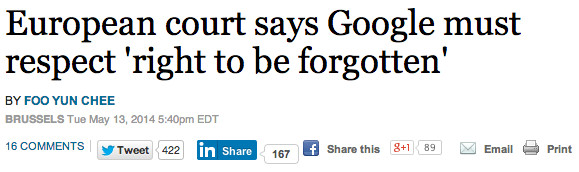 European court says Google must
respect 'right to be forgotten'
BY FOO YUN CHEE
BRUSSELS Tue May 13, 2014 5:40pm EDT
16 COMMENTS Tweet 422 in Share 167 f Share this g+1 89 Email Print